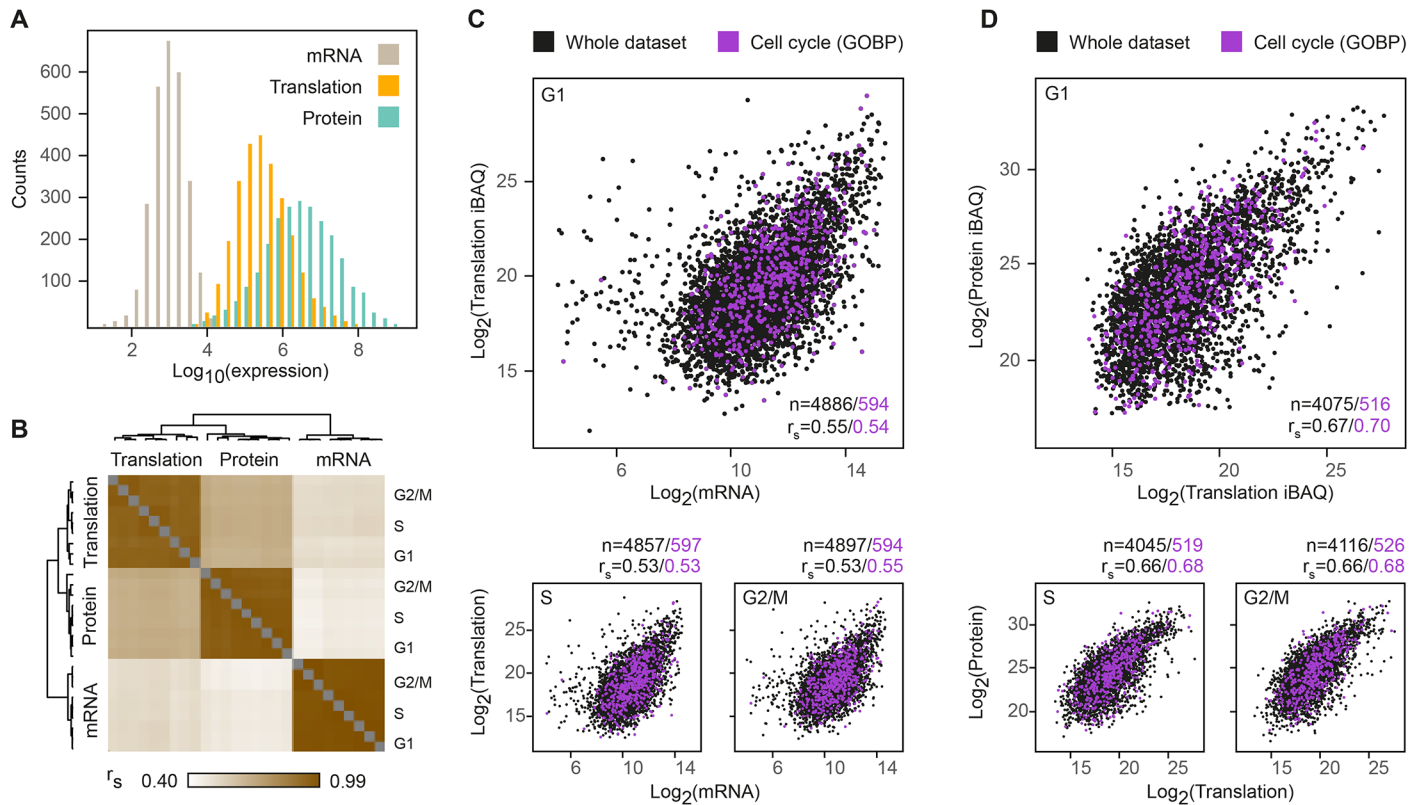 A
mRNA
Translation
Protein
Counts
600
500
400
300
200
100
2 4 6 8
Log10(expression)
B
Translation Protein mRNA
Translation
Protein
mRNA
G2/M
S
G1
G2/M
S
G1
G2/M
S
G1
rs 0.40 0.99
C
Whole dataset Cell cycle (GOBP)
G1
Log2(Translation iBAQ)
25
20
15
n=4886/594
rs=0.55/0.54
6 10 14
Log2(mRNA)
n=4857/597
rs=0.53/0.53
n=4897/594
rs=0.53/0.55
S
G2/M
Log2(Translation)
25
20
15
6 10 14
6 10 14
Log2(mRNA)
D
Whole dataset Cell cycle (GOBP)
G1
Log2(Protein iBAQ)
30
25
20
n=4075/516
rs=0.67/0.70
15 20 25
Log2(Translation iBAQ)
n=4045/519
rs=0.66/0.68
n=4116/526
rs=0.66/0.68
S
G2/M
Log2(Protein)
30
25
20
15 20 25
15 20 25
Log2(Translation)